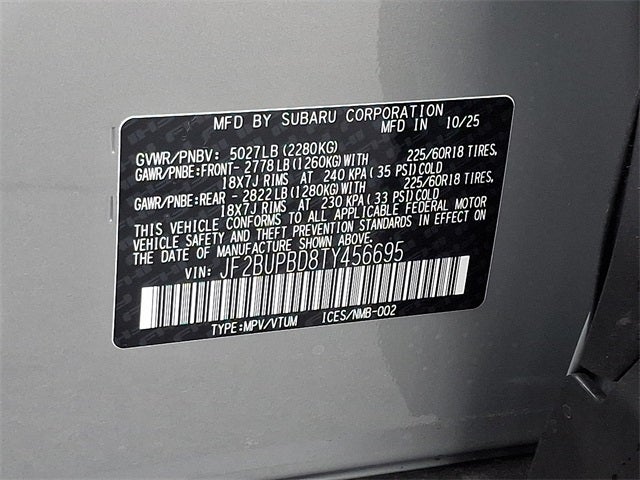 MFD BY SUBARU CORPORATION
MFD IN 10/25
GVWR/PNBV: 5027LB(2280KG)
GAWR/PNBE:FRONT- 2778LB(1260KG)WITH 225/60R18 TIRES,
18X7J RIMS AT 240 KPA(35 PSI)COLD
GAWR/PNBE:REAR - 2822LB(1280KG)WITH 225/60R18 TIRES,
18X7J RIMS AT 230 KPA(33 PSI)COLD
THIS VEHICLE CONFORMS TO ALL APPLICABLE FEDERAL MOTOR
VEHICLE SAFETY AND THEFT PREVENTION STANDARDS IN EFFECT ON
THE DATE OF MANUFACTURE SHOWN ABOVE.
VIN: JF2BUPBD8TY456695
TYPE:MPV/VTUM ICES/NMB-002